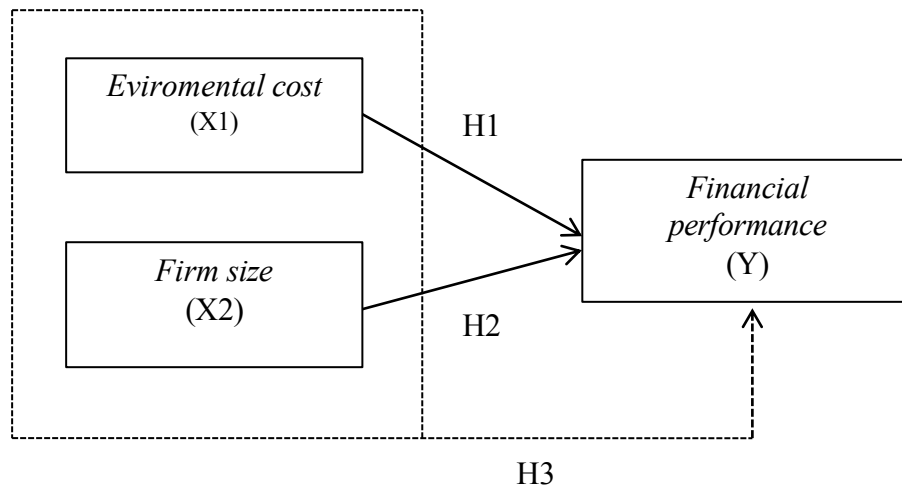 Eviromental cost
(X1)
H1
Financial
performance
(Y)
Firm size
(X2)
H2
H3